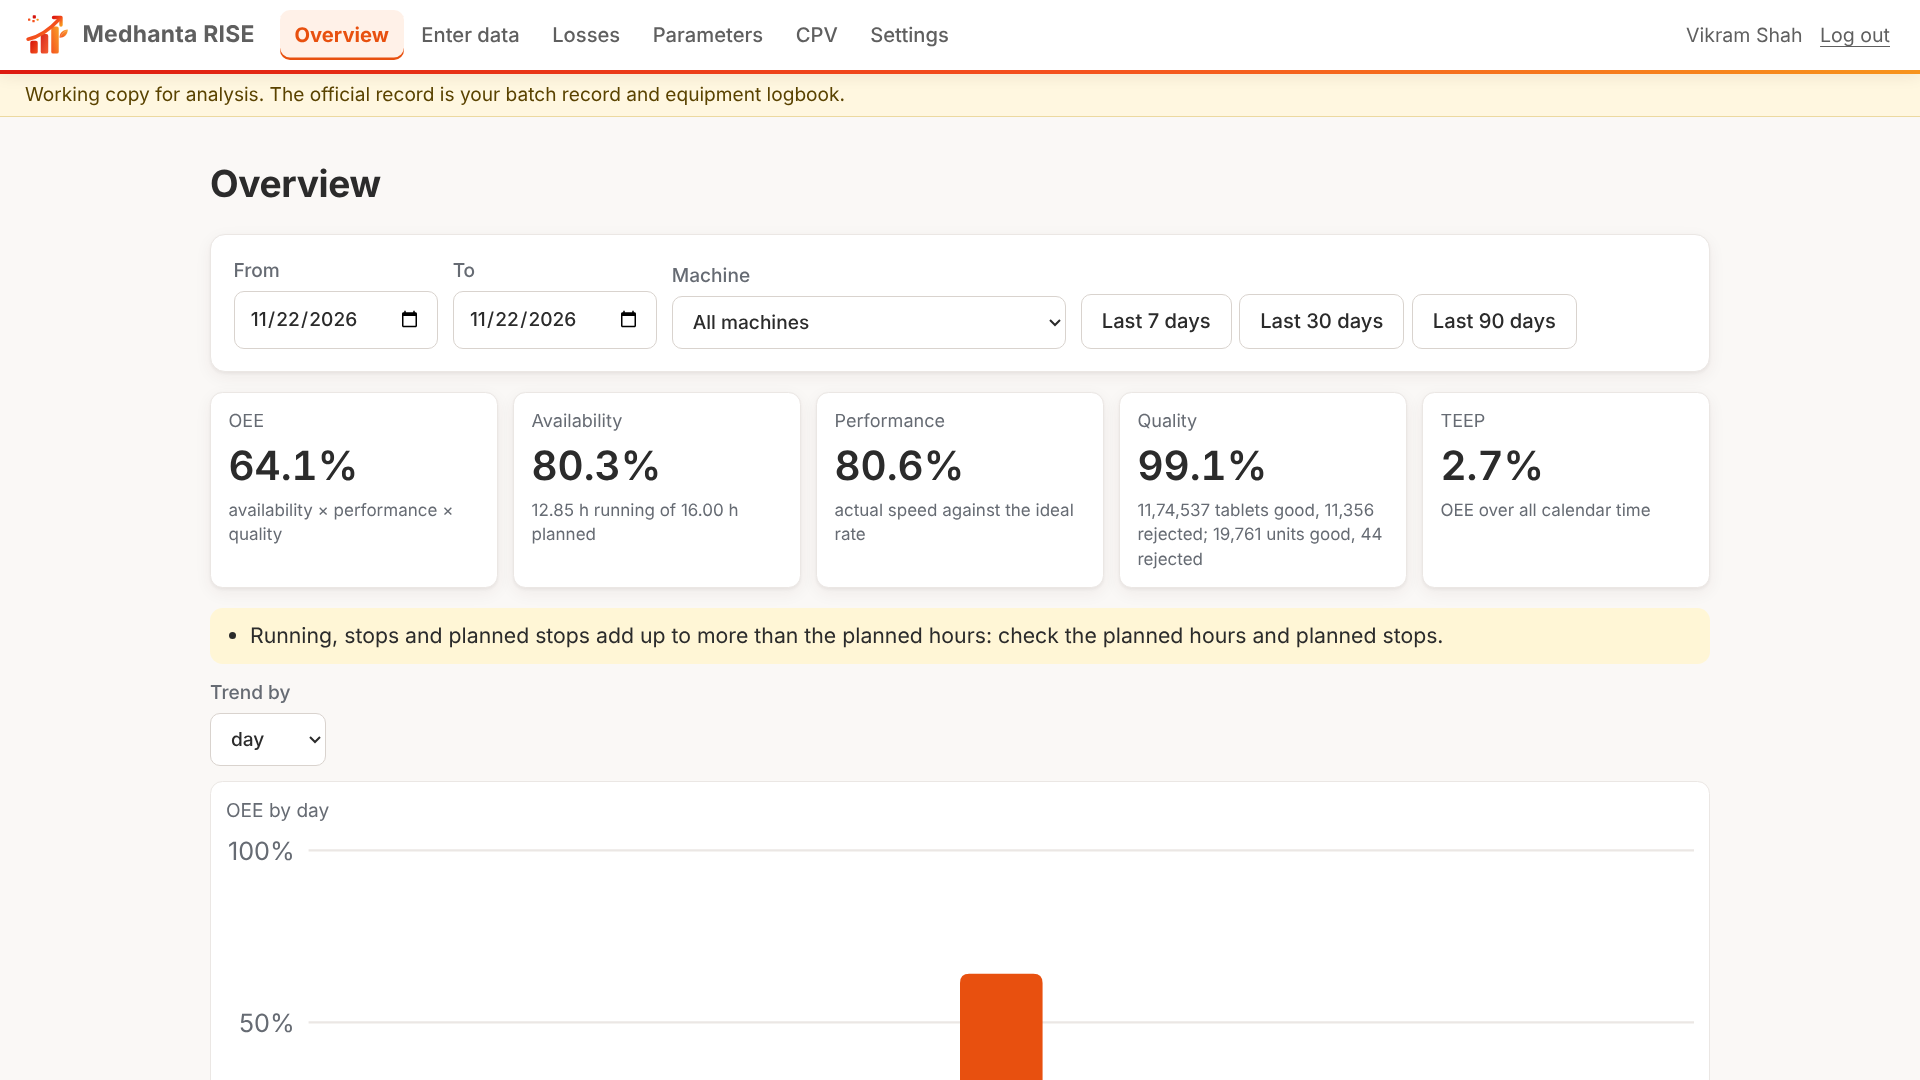 Medhanta RISE
Overview
Enter data
Losses
Parameters
CPV
Settings
Vikram Shah
Log out
Working copy for analysis. The official record is your batch record and equipment logbook.
Overview
From
To
Machine
11/22/2026
11/22/2026
All machines
Last 7 days
Last 30 days
Last 90 days
OEE
64.1%
availability × performance ×
quality
Availability
80.3%
12.85 h running of 16.00 h
planned
Performance
80.6%
actual speed against the ideal
rate
Quality
99.1%
11,74,537 tablets good, 11,356
rejected; 19,761 units good, 44
rejected
TEEP
2.7%
OEE over all calendar time
• Running, stops and planned stops add up to more than the planned hours: check the planned hours and planned stops.
Trend by
day
OEE by day
100%
50%